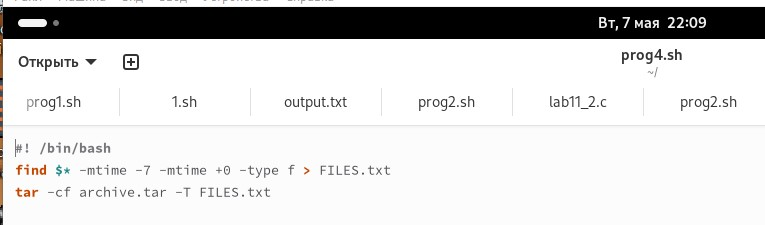 Вт, 7 мая 22:09
Открыть
prog4.sh
~/
prog1.sh 1.sh output.txt prog2.sh lab11_2.c prog2.sh
#! /bin/bash
find $* -mtime -7 -mtime +0 -type f > FILES.txt
tar -cf archive.tar -T FILES.txt